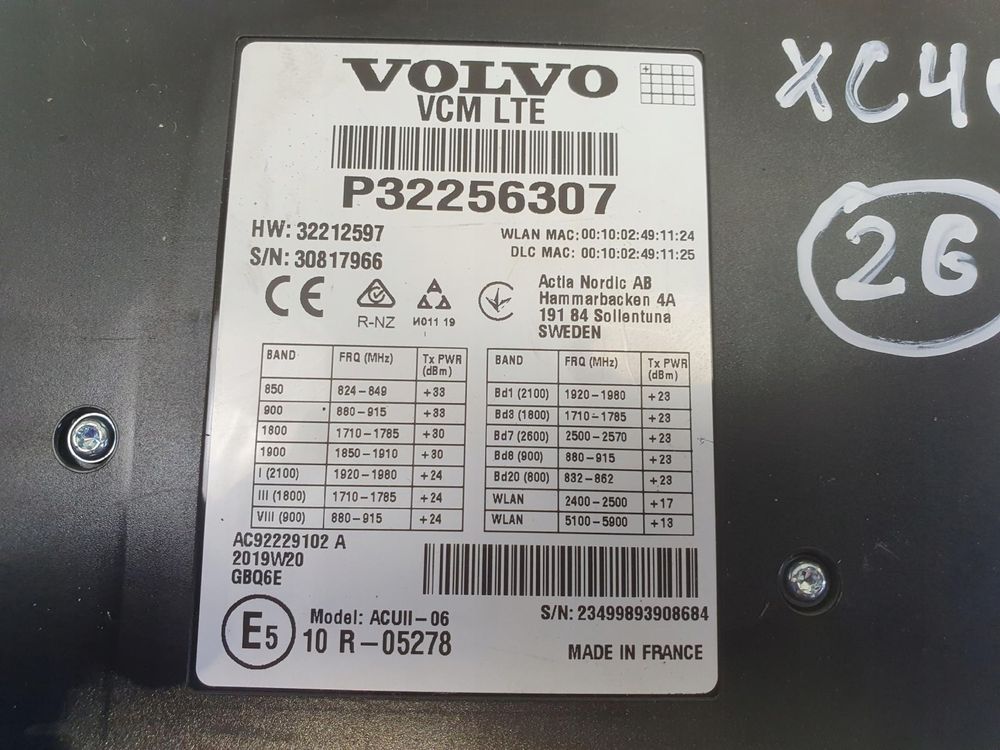 VOLVO
VCM LTE
P32256307
HW: 32212597
S/N: 30817966
WLAN MAC: 00:10:02:49:11:24
DLC MAC: 00:10:02:49:11:25
CE
R-NZ
И011 19
Actia Nordic AB
Hammarbacken 4A
191 84 Sollentuna
SWEDEN
BAND FRQ (MHz) Tx PWR (dBm)
850 824-849 +33
900 880-915 +33
1800 1710-1785 +30
1900 1850-1910 +30
I (2100) 1920-1980 +24
III (1800) 1710-1785 +24
VIII (900) 880-915 +24
BAND FRQ (MHz) Tx PWR (dBm)
Bd1 (2100) 1920-1980 +23
Bd3 (1800) 1710-1785 +23
Bd7 (2600) 2500-2570 +23
Bd8 (900) 880-915 +23
Bd20 (800) 832-862 +23
WLAN 2400-2500 +17
WLAN 5100-5900 +13
AC92229102 A
2019W20
GBQ6E
S/N: 23499893908684
E5
Model: ACUII-06
10 R-05278
MADE IN FRANCE
XC40
2G